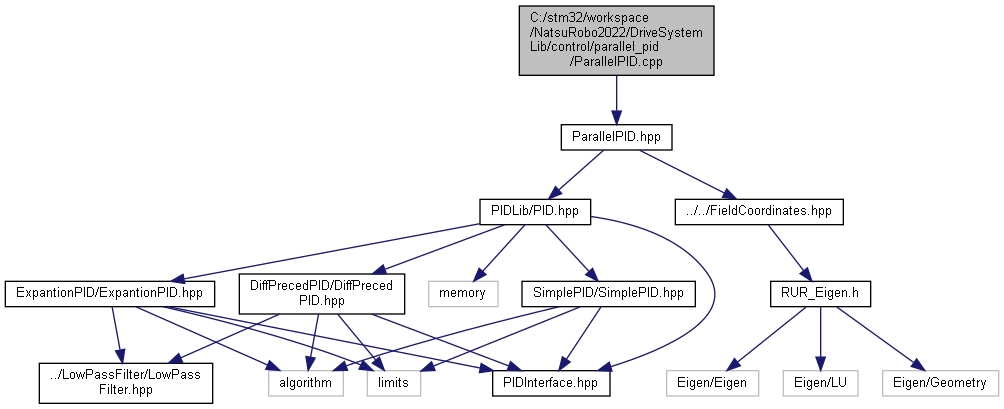 C:/stm32/workspace
/NatsuRobo2022/DriveSystem
Lib/control/parallel_pid
/ParallelPID.cpp
ParallelPID.hpp
PIDLib/PID.hpp
../../FieldCoordinates.hpp
ExpantionPID/ExpantionPID.hpp
DiffPrecedPID/DiffPreced
PID.hpp
memory
SimplePID/SimplePID.hpp
RUR_Eigen.h
../LowPassFilter/LowPass
Filter.hpp
algorithm
limits
PIDInterface.hpp
Eigen/Eigen
Eigen/LU
Eigen/Geometry